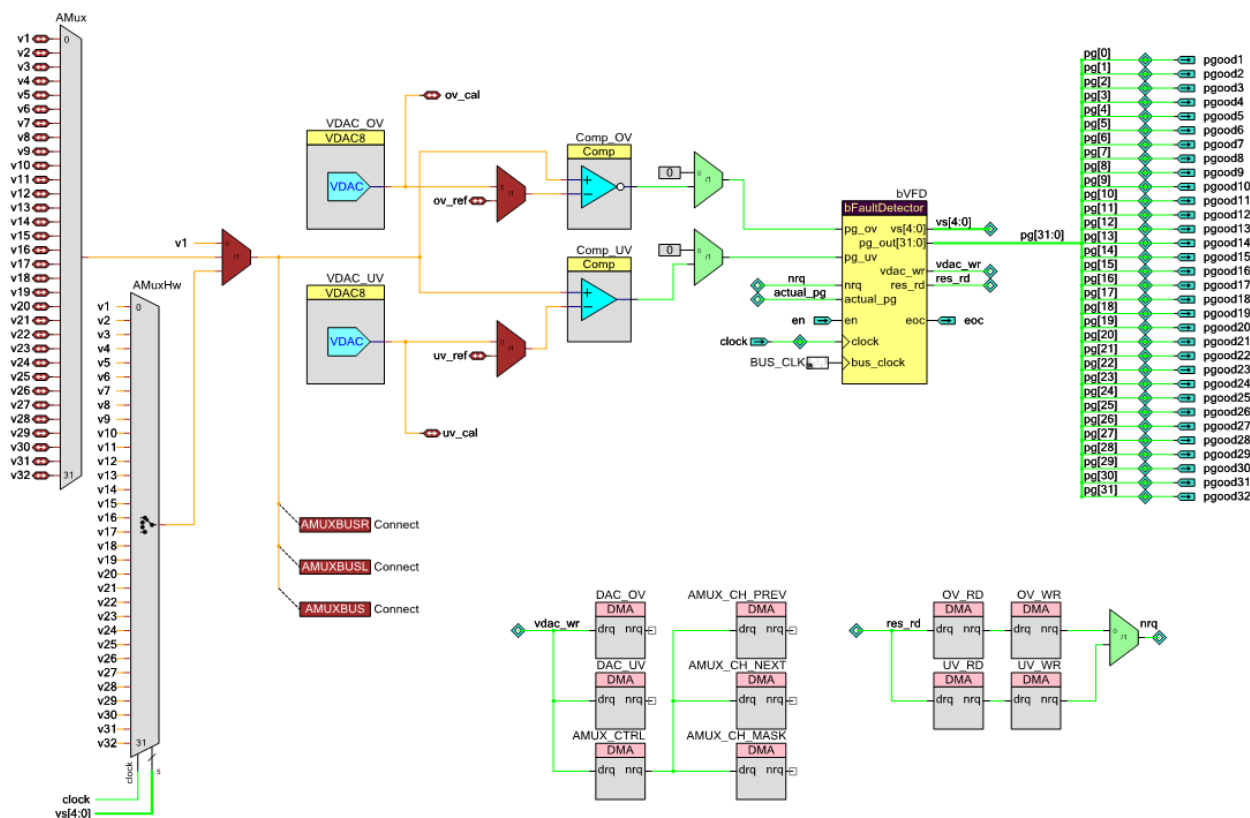 AMux
v1
v2
v3
v4
v5
v6
v7
v8
v9
v10
v11
v12
v13
v14
v15
v16
v17
v18
v19
v20
v21
v22
v23
v24
v25
v26
v27
v28
v29
v30
v31
v32
0
31
AMuxHw
v1
v2
v3
v4
v5
v6
v7
v8
v9
v10
v11
v12
v13
v14
v15
v16
v17
v18
v19
v20
v21
v22
v23
v24
v25
v26
v27
v28
v29
v30
v31
v32
0
31
clock
5
clock
vs[4:0]
v1
0
/1
VDAC_OV
VDAC8
VDAC
ov_cal
ov_ref
0
/1
Comp_OV
Comp
+
−
0
0
/1
VDAC_UV
VDAC8
VDAC
uv_ref
uv_cal
0
/1
Comp_UV
Comp
+
−
0
0
/1
AMUXBUSR Connect
AMUXBUSL Connect
AMUXBUS Connect
bVFD
bFaultDetector
pg_ov vs[4:0] vs[4:0]
pg_out[31:0]
pg_uv
vdac_wr vdac_wr
nrq nrq res_rd res_rd
actual_pg actual_pg
en en eoc eoc
clock clock
BUS_CLK bus_clock
pg[31:0]
pg[0] pgood1
pg[1] pgood2
pg[2] pgood3
pg[3] pgood4
pg[4] pgood5
pg[5] pgood6
pg[6] pgood7
pg[7] pgood8
pg[8] pgood9
pg[9] pgood10
pg[10] pgood11
pg[11] pgood12
pg[12] pgood13
pg[13] pgood14
pg[14] pgood15
pg[15] pgood16
pg[16] pgood17
pg[17] pgood18
pg[18] pgood19
pg[19] pgood20
pg[20] pgood21
pg[21] pgood22
pg[22] pgood23
pg[23] pgood24
pg[24] pgood25
pg[25] pgood26
pg[26] pgood27
pg[27] pgood28
pg[28] pgood29
pg[29] pgood30
pg[30] pgood31
pg[31] pgood32
vdac_wr
DAC_OV
DMA
drq nrq
DAC_UV
DMA
drq nrq
AMUX_CTRL
DMA
drq nrq
AMUX_CH_PREV
DMA
drq nrq
AMUX_CH_NEXT
DMA
drq nrq
AMUX_CH_MASK
DMA
drq nrq
res_rd
OV_RD
DMA
drq nrq
OV_WR
DMA
drq nrq
UV_RD
DMA
drq nrq
UV_WR
DMA
drq nrq
0
/1
nrq